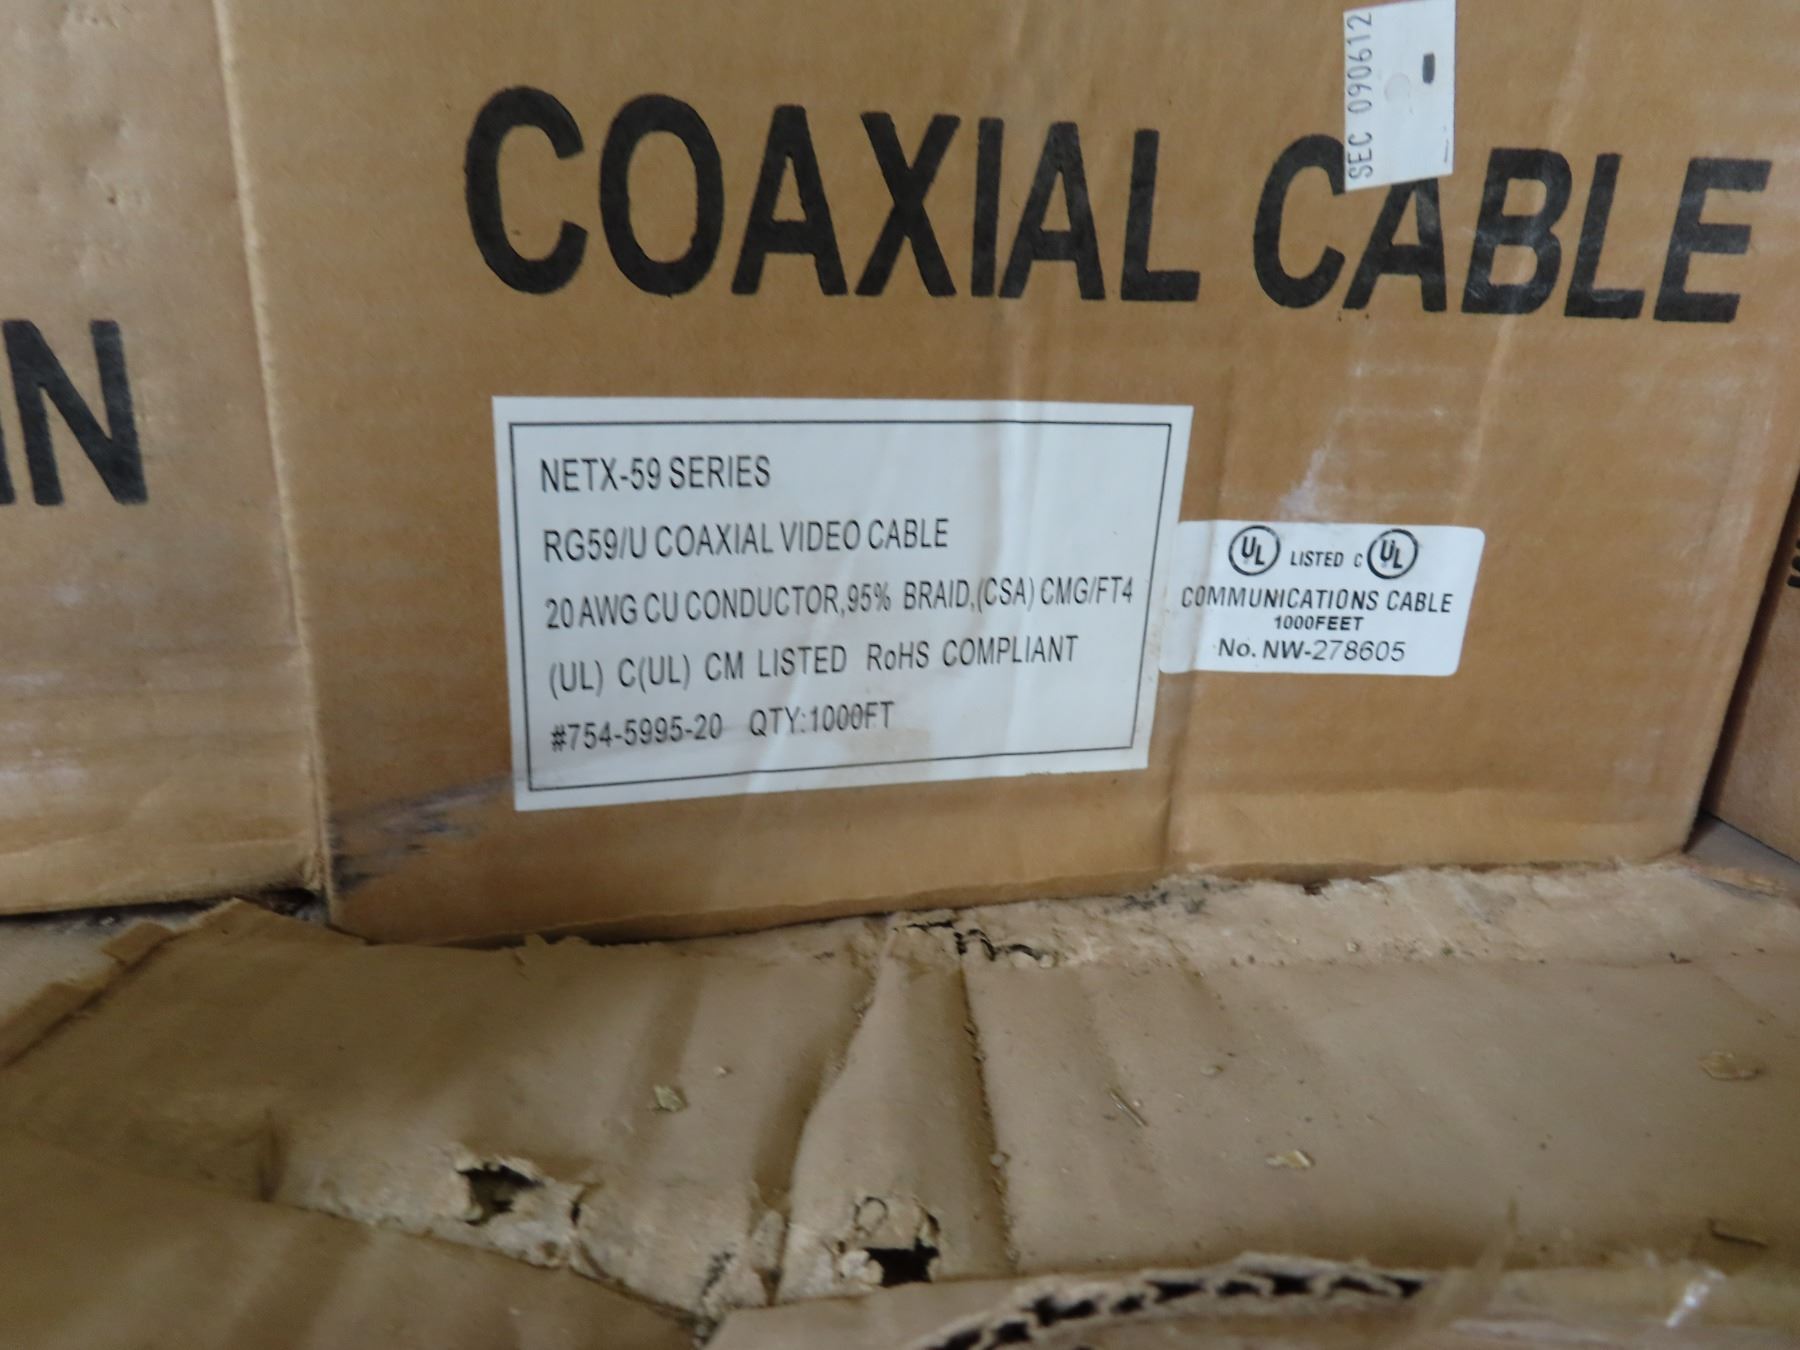 SEC 090612
COAXIAL CABLE
IN
NETX-59 SERIES
RG59/U COAXIAL VIDEO CABLE
20 AWG CU CONDUCTOR,95% BRAID,(CSA) CMG/FT4
(UL) C(UL) CM LISTED RoHS COMPLIANT
#754-5995-20 QTY:1000FT
UL LISTED C UL
COMMUNICATIONS CABLE
1000FEET
No. NW-278605